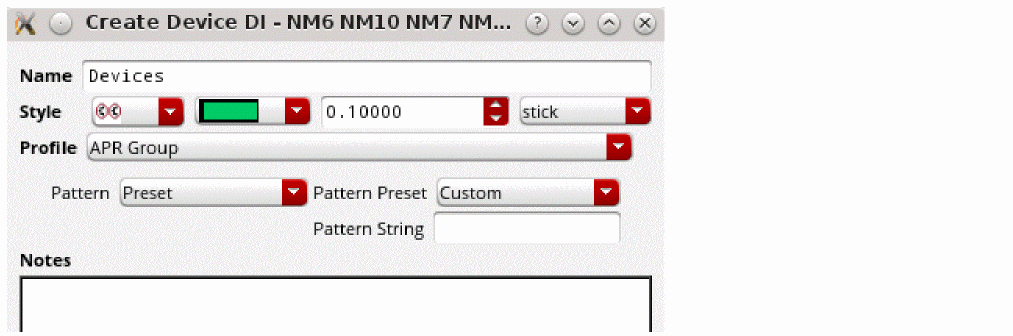 Create Device DI - NM6 NM10 NM7 NM...
Name Devices
Style 0.10000 stick
Profile APR Group
Pattern Preset Pattern Preset Custom
Pattern String
Notes